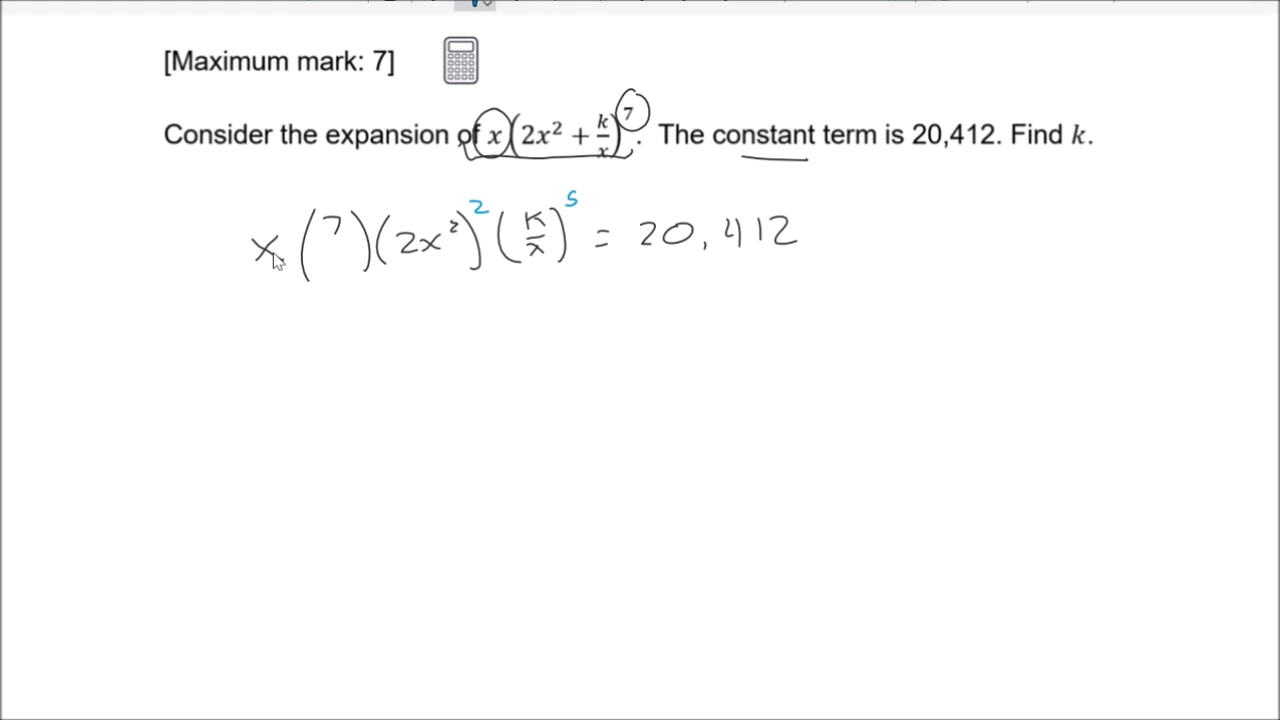 [Maximum mark: 7]
Consider the expansion of x(2x² + k/x)⁷. The constant term is 20,412. Find k.
x (7)(2x²)²(k/x)⁵ = 20,412